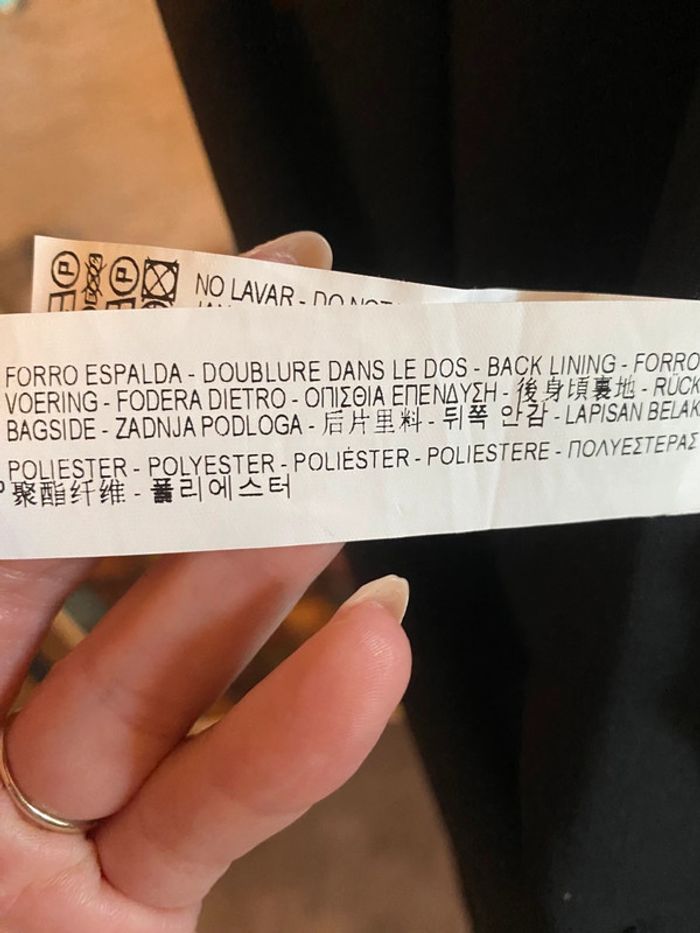 NO LAVAR - DO NOT
FORRO ESPALDA - DOUBLURE DANS LE DOS - BACK LINING - FORRO
VOERING - FODERA DIETRO - ΟΠΙΣΘΙΑ ΕΠΕΝΔΥΣΗ - 後身頃裏地 - RÜCK
BAGSIDE - ZADNJA PODLOGA - 后片里料 - 뒤쪽 안감 - LAPISAN BELAK
POLIESTER - POLYESTER - POLIÉSTER - POLIESTERE - ΠΟΛΥΕΣΤΕΡΑΣ
聚酯纤维 - 폴리에스터